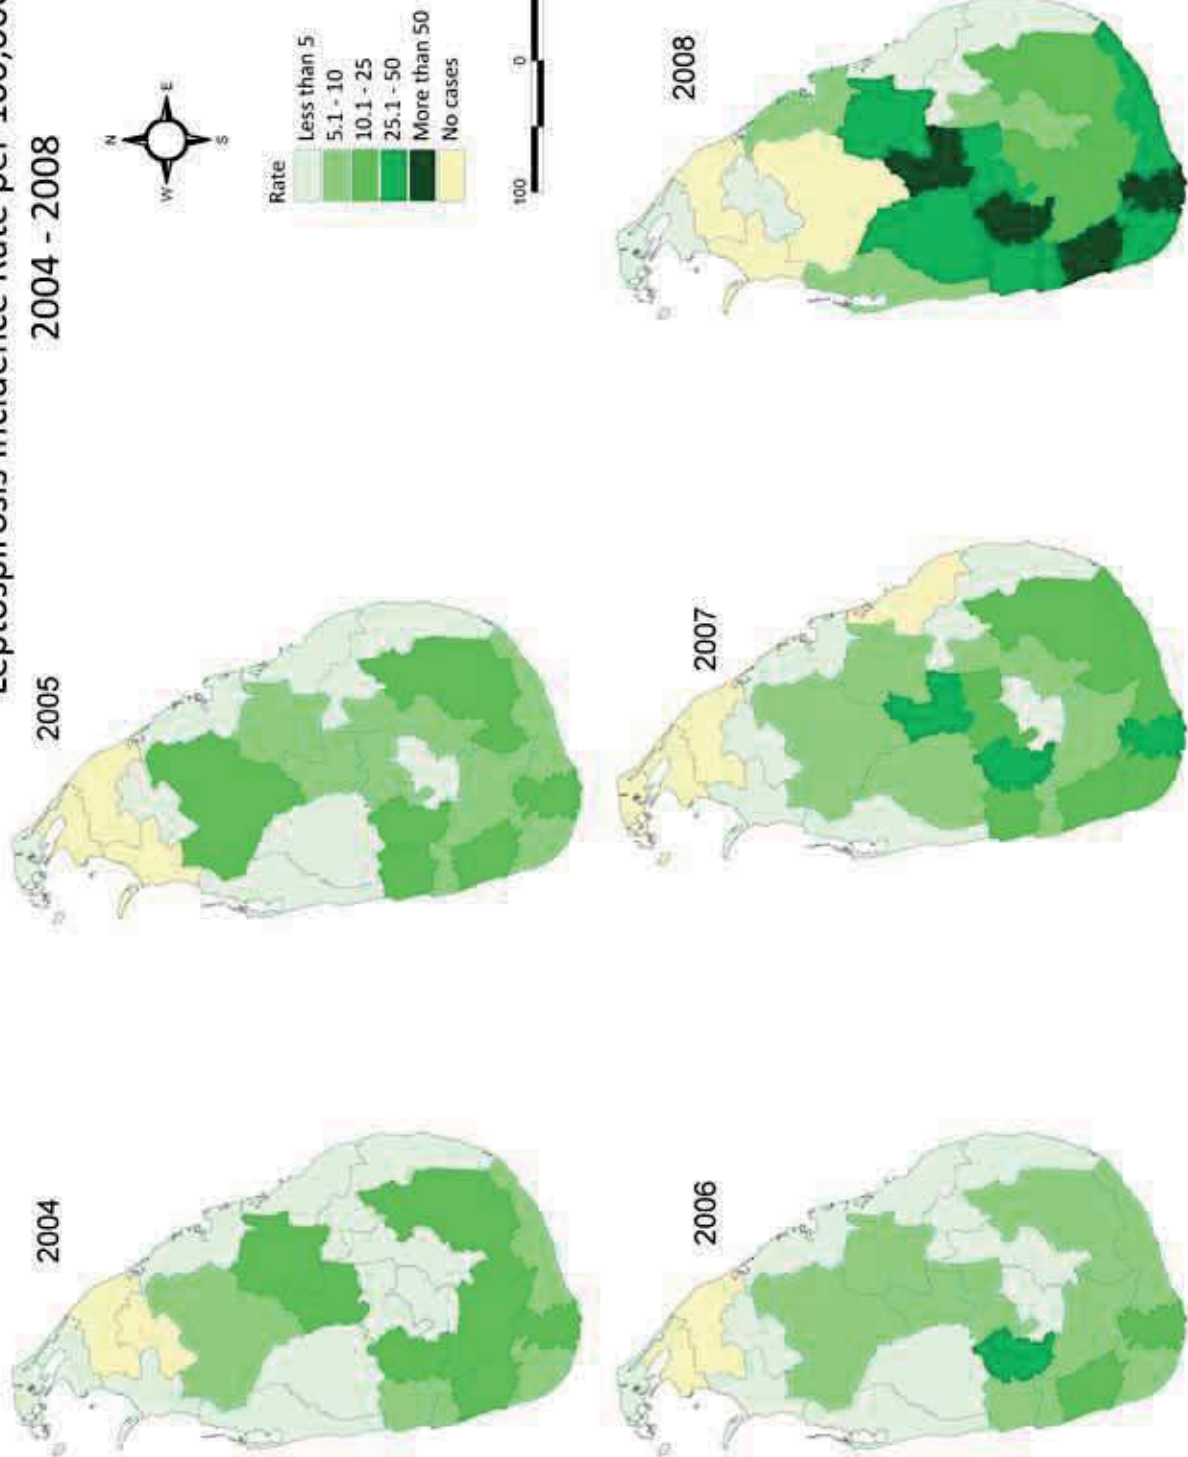 Leptospirosis Incidence Rate per 100,000
2004 - 2008
N
W
E
S
Rate
Less than 5
5.1 - 10
10.1 - 25
25.1 - 50
More than 50
No cases
100
0
2004
2005
2006
2007
2008